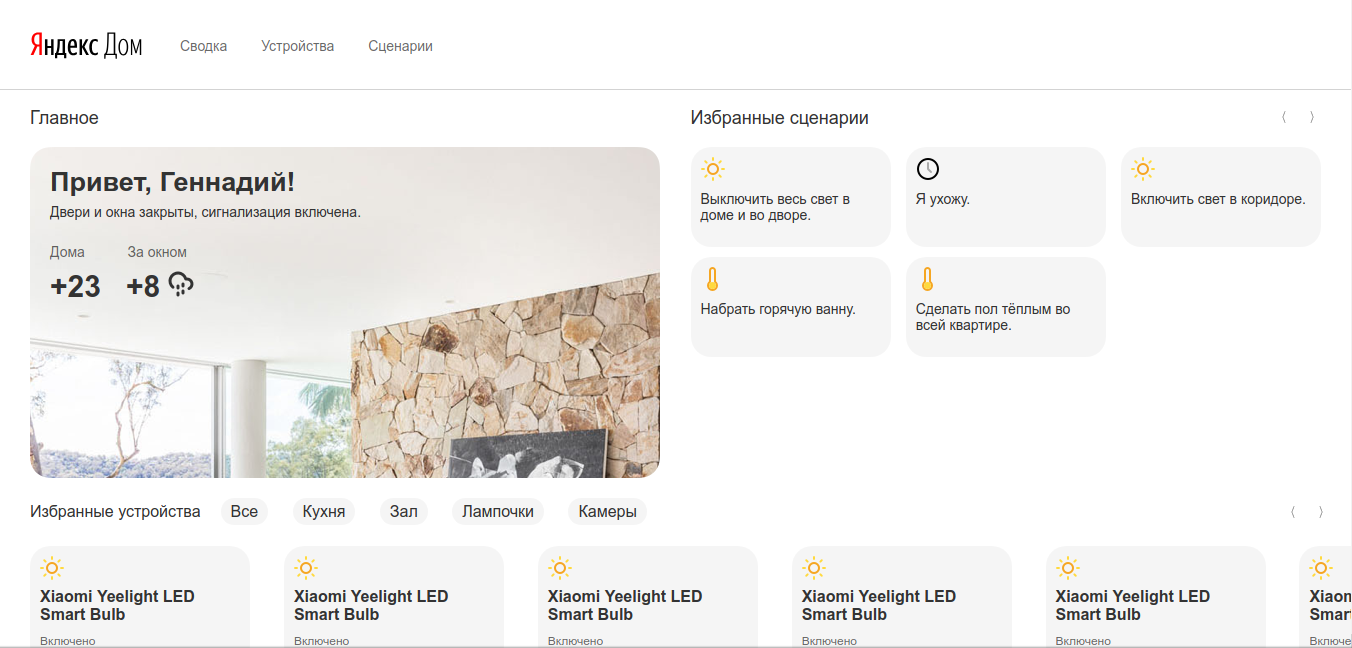 Яндекс Дом
Сводка
Устройства
Сценарии
Главное
Привет, Геннадий!
Двери и окна закрыты, сигнализация включена.
Дома
За окном
+23
+8
Избранные сценарии
Выключить весь свет в
доме и во дворе.
Я ухожу.
Включить свет в коридоре.
Набрать горячую ванну.
Сделать пол тёплым во
всей квартире.
Избранные устройства
Все
Кухня
Зал
Лампочки
Камеры
Xiaomi Yeelight LED
Smart Bulb
Включено
Xiaomi Yeelight LED
Smart Bulb
Включено
Xiaomi Yeelight LED
Smart Bulb
Включено
Xiaomi Yeelight LED
Smart Bulb
Включено
Xiaomi Yeelight LED
Smart Bulb
Включено